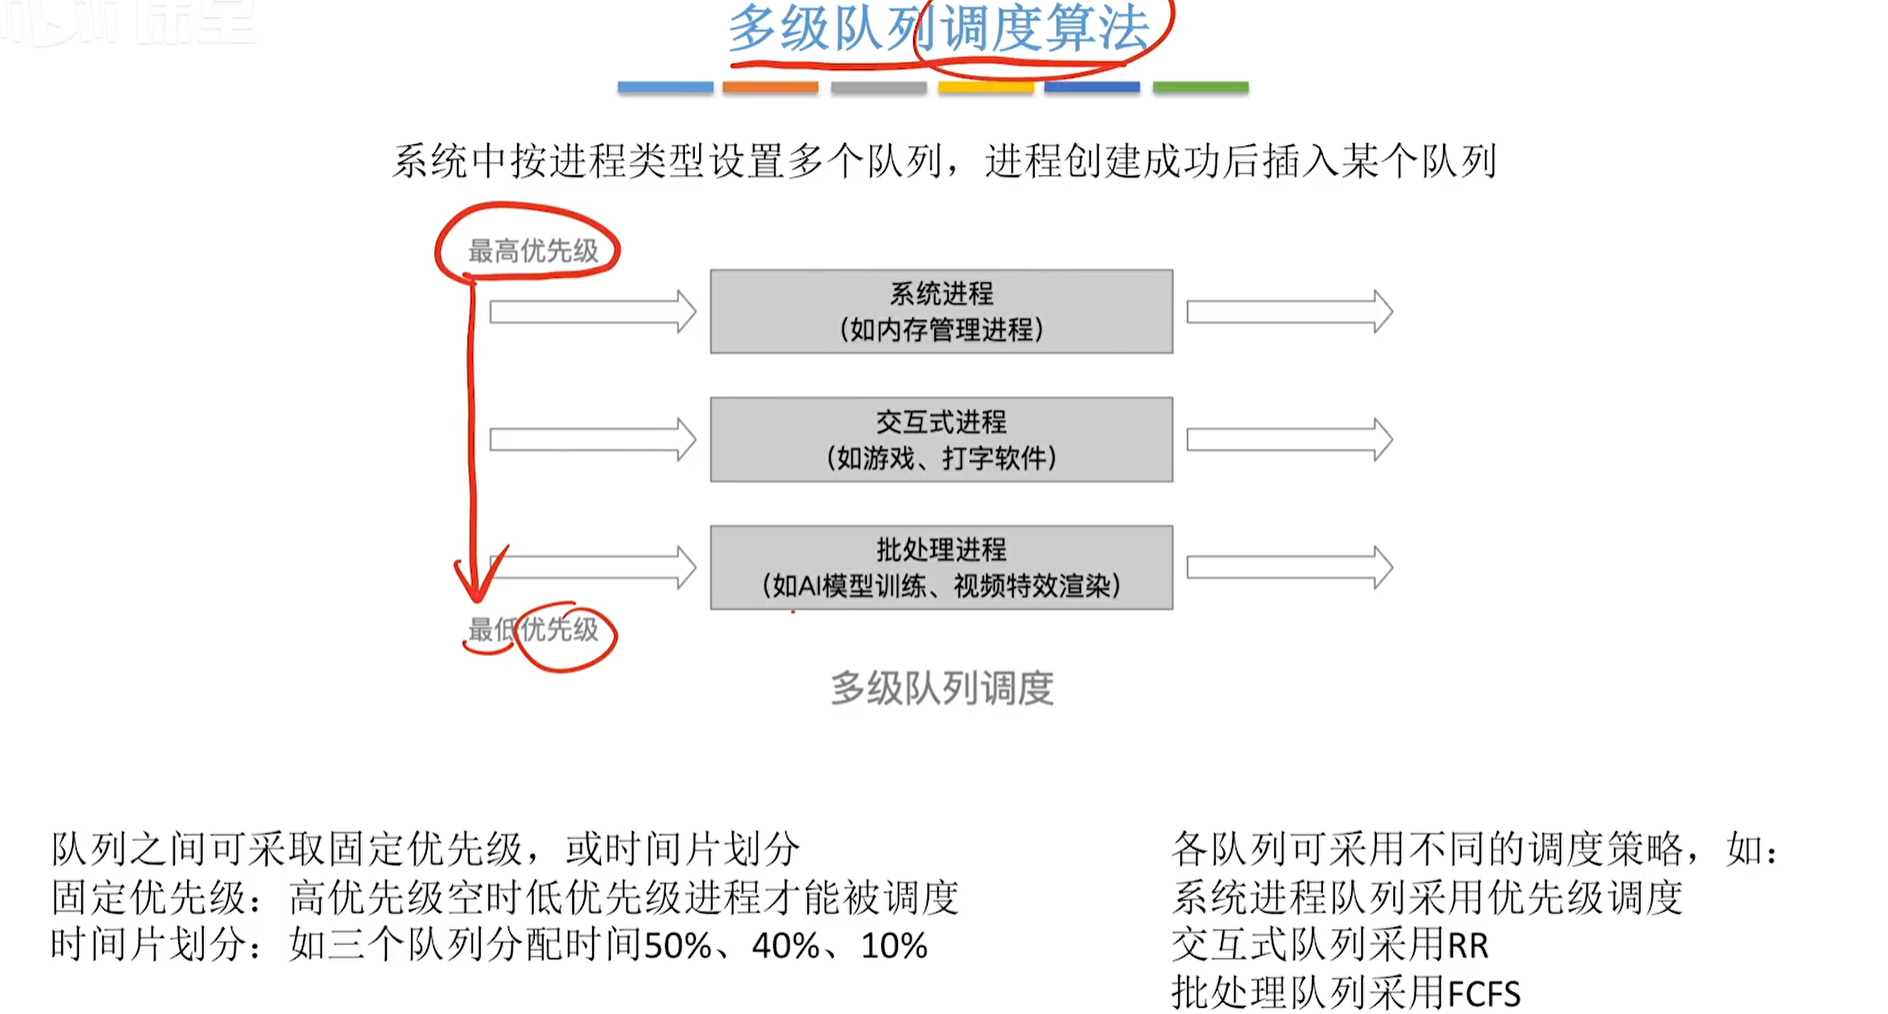 多级队列调度算法
系统中按进程类型设置多个队列，进程创建成功后插入某个队列
最高优先级
系统进程
（如内存管理进程）
交互式进程
（如游戏、打字软件）
批处理进程
（如AI模型训练、视频特效渲染）
最低优先级
多级队列调度
队列之间可采取固定优先级，或时间片划分
固定优先级：高优先级空时低优先级进程才能被调度
时间片划分：如三个队列分配时间50%、40%、10%
各队列可采用不同的调度策略，如：
系统进程队列采用优先级调度
交互式队列采用RR
批处理队列采用FCFS